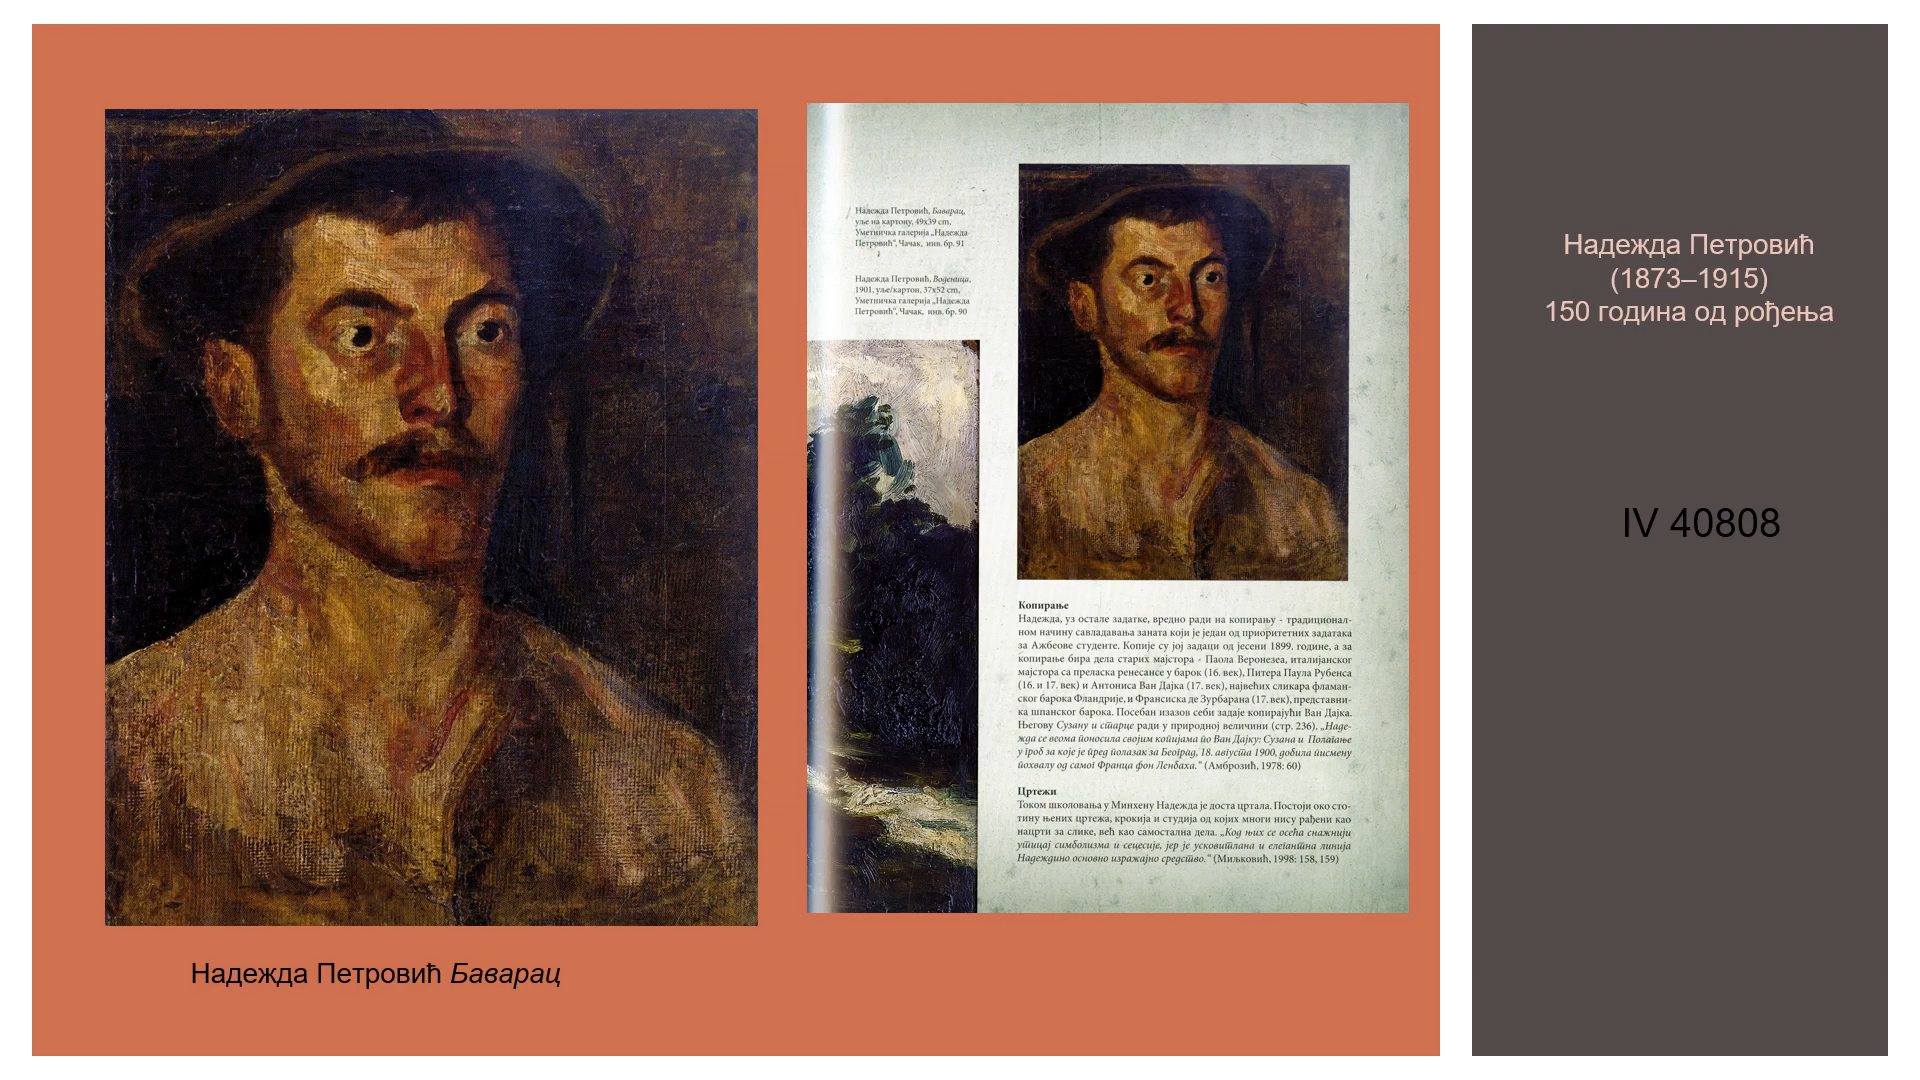 Надежда Петровић, Баварац,
уље на картону, 49x39 cm,
Уметничка галерија „Надежда
Петровић“, Чачак, инв. бр. 91
Надежда Петровић, Воденица,
1901, уље/картон, 37x52 cm,
Уметничка галерија „Надежда
Петровић“, Чачак, инв. бр. 90
Копирање
Надежда, уз остале задатке, вредно ради на копирању - традиционал-
ном начину савладавања заната који је један од приоритетних задатака
за Ажбеове студенте. Копије су јој задаци од јесени 1899. године, а за
копирање бира дела старих мајстора - Паола Веронезеа, италијанског
мајстора са преласка ренесансе у барок (16. век), Питера Паула Рубенса
(16. и 17. век) и Антониса Ван Дајка (17. век), највећих сликара фламан-
ског барока Фландрије, и Франсиска де Зурбарана (17. век), представни-
ка шпанског барока. Посебан изазов себи задаје копирајући Ван Дајка.
Његову Сузану и старце ради у природној величини (стр. 236). „Наде-
жда се веома поносила својим копијама по Ван Дајку: Сузана и Полагање
у гроб за које је пред полазак за Београд, 18. августа 1900, добила писмену
похвалу од самог Франца фон Ленбаха.“ (Амброзић, 1978: 60)
Цртежи
Током школовања у Минхену Надежда је доста цртала. Постоји око сто-
тину њених цртежа, крокија и студија од којих многи нису рађени као
нацрти за слике, већ као самостална дела. „Код њих се осећа снажнији
утицај симболизма и сецесије, јер је усковитлана и елегантна линија
Надеждино основно изражајно средство.“ (Миљковић, 1998: 158, 159)
Надежда Петровић Баварац
Надежда Петровић
(1873–1915)
150 година од рођења
IV 40808